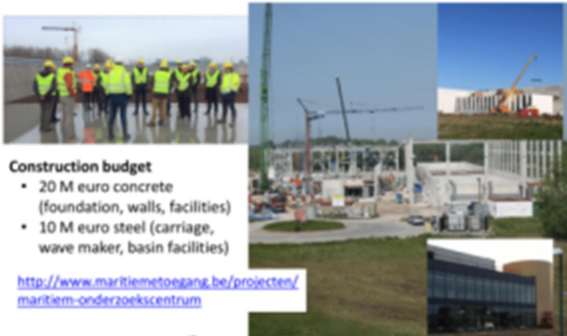 Construction budget
• 20 M euro concrete
(foundation, walls, facilities)
• 10 M euro steel (carriage,
wave maker, basin facilities)
http://www.maritiemetoegang.be/projecten/
maritiem-onderzoekscentrum